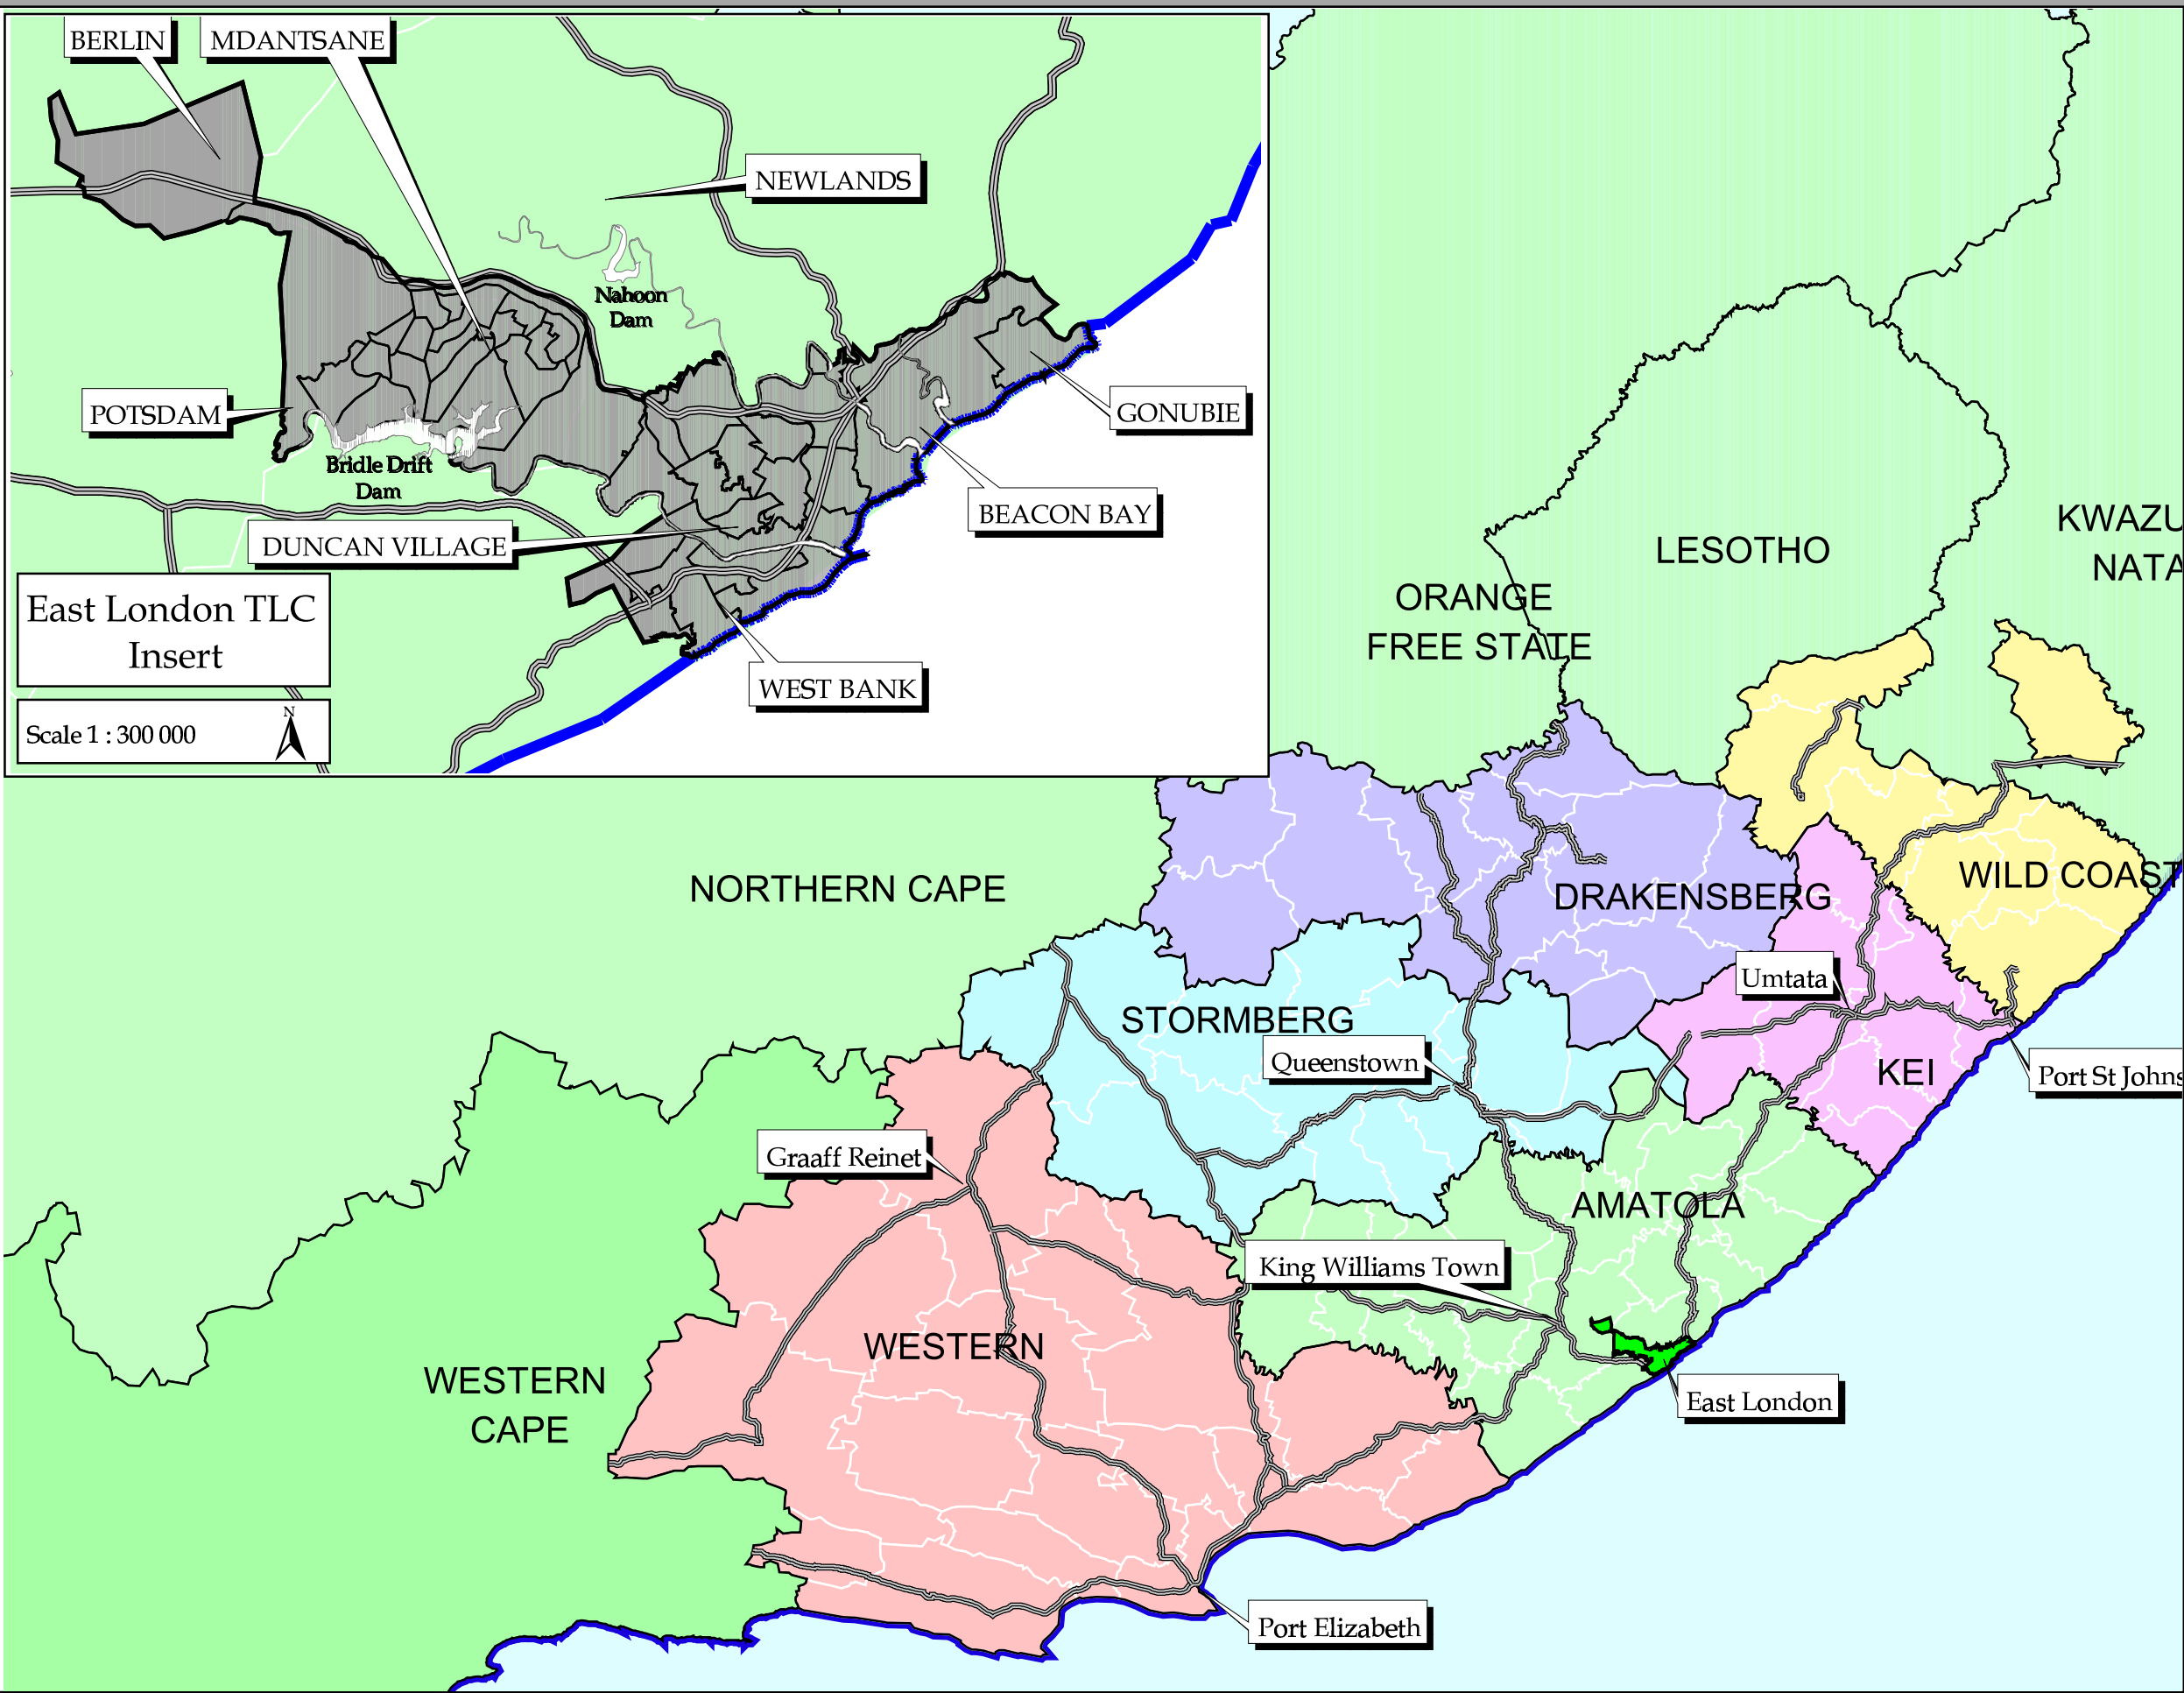 BERLIN
MDANTSANE
NEWLANDS
Nahoon
Dam
POTSDAM
GONUBIE
Bridle Drift
Dam
BEACON BAY
DUNCAN VILLAGE
East London TLC
Insert
WEST BANK
N
Scale 1 : 300 000
KWAZU
NATA
LESOTHO
ORANGE
FREE STATE
NORTHERN CAPE
DRAKENSBERG
WILD COAST
Umtata
STORMBERG
Queenstown
KEI
Port St Johns
Graaff Reinet
AMATOLA
King Williams Town
WESTERN
WESTERN
CAPE
East London
Port Elizabeth